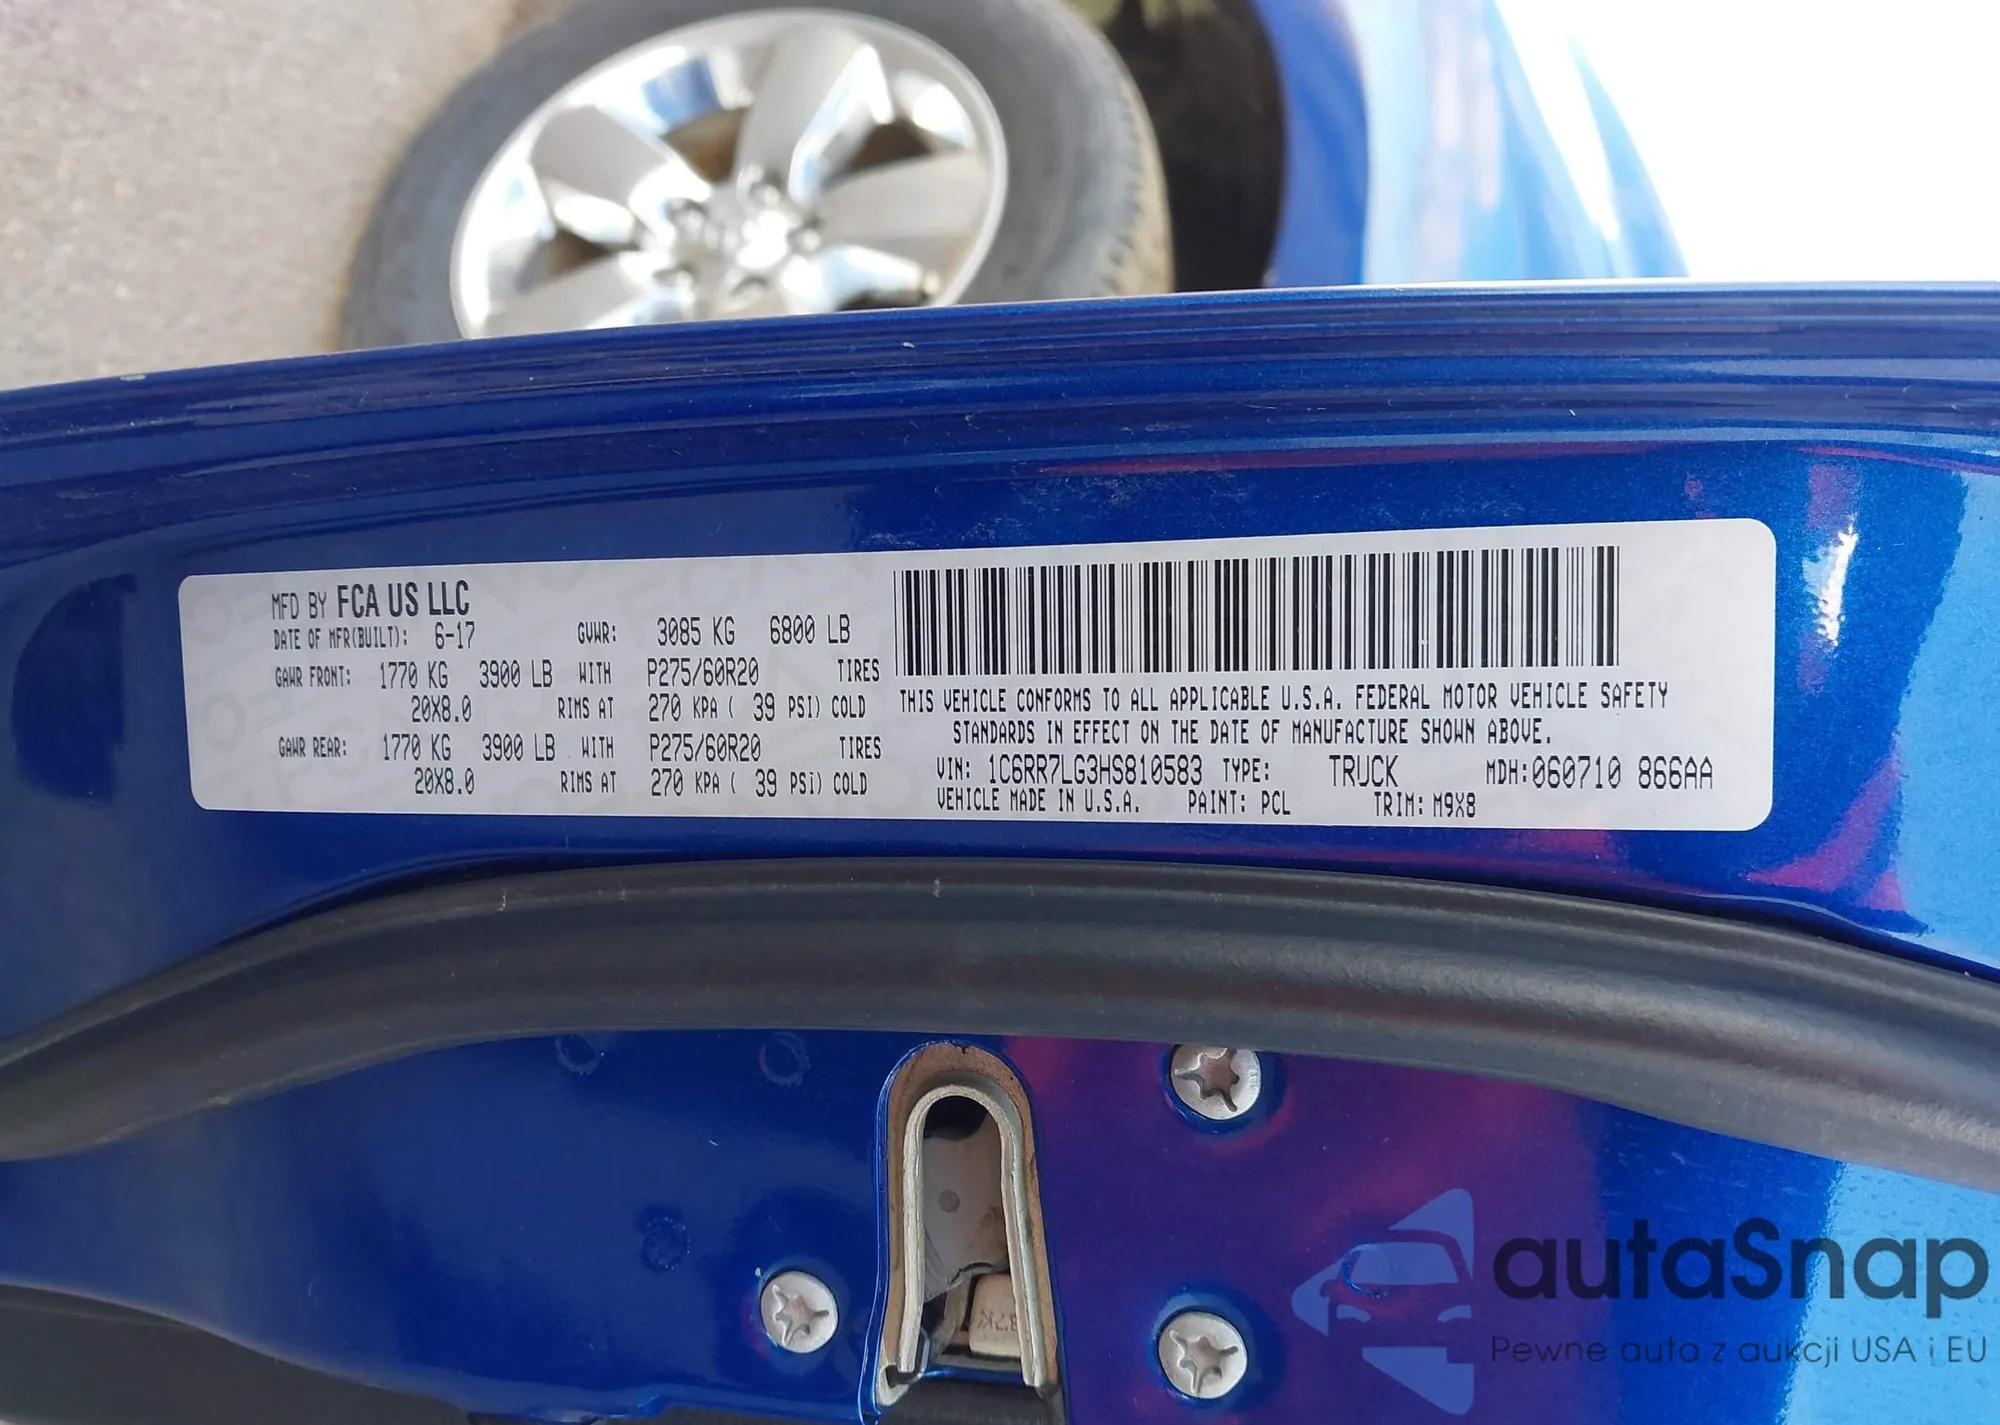 MFD BY FCA US LLC
DATE OF MFR(BUILT): 6-17 GVWR: 3085 KG 6800 LB
GAWR FRONT: 1770 KG 3900 LB WITH P275/60R20 TIRES
20X8.0 RIMS AT 270 KPA ( 39 PSI) COLD
GAWR REAR: 1770 KG 3900 LB WITH P275/60R20 TIRES
20X8.0 RIMS AT 270 KPA ( 39 PSI) COLD
THIS VEHICLE CONFORMS TO ALL APPLICABLE U.S.A. FEDERAL MOTOR VEHICLE SAFETY
STANDARDS IN EFFECT ON THE DATE OF MANUFACTURE SHOWN ABOVE.
VIN: 1C6RR7LG3HS810583 TYPE: TRUCK MDH:060710 866AA
VEHICLE MADE IN U.S.A. PAINT: PCL TRIM: M9X8
autaSnap
Pewne auta z aukcji USA i EU